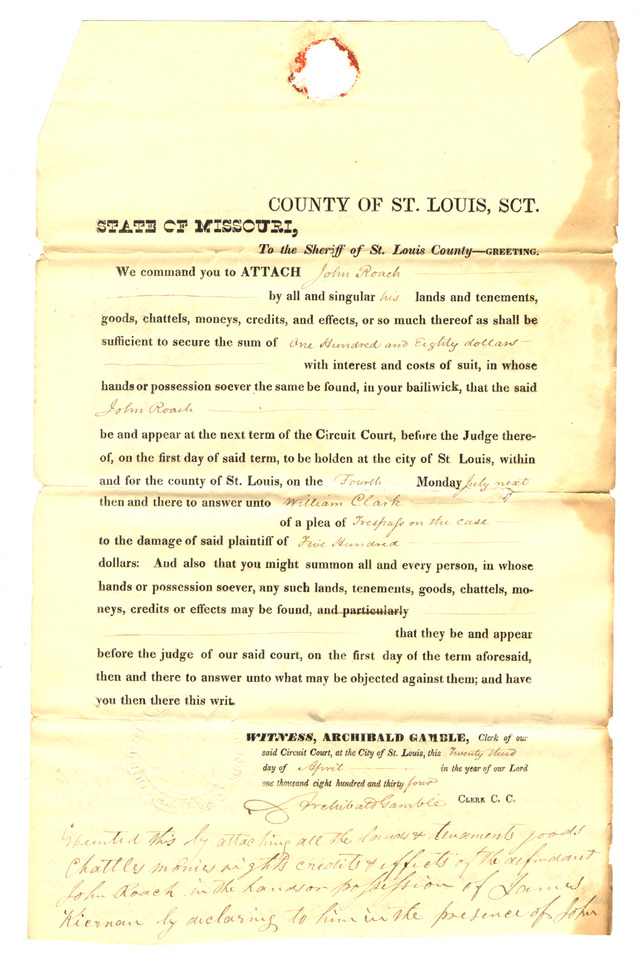 COUNTY OF ST. LOUIS, SCT.
STATE OF MISSOURI,
To the Sheriff of St. Louis County—GREETING.
We command you to ATTACH John Roach
by all and singular his lands and tenements,
goods, chattels, moneys, credits, and effects, or so much thereof as shall be
sufficient to secure the sum of One Hundred and Eighty dollars
with interest and costs of suit, in whose
hands or possession soever the same be found, in your bailiwick, that the said
John Roach
be and appear at the next term of the Circuit Court, before the Judge there-
of, on the first day of said term, to be holden at the city of St Louis, within
and for the county of St. Louis, on the Fourth Monday July next
then and there to answer unto William Clark
of a plea of Trespass on the case
to the damage of said plaintiff of Five Hundred
dollars: And also that you might summon all and every person, in whose
hands or possession soever, any such lands, tenements, goods, chattels, mo-
neys, credits or effects may be found, and particularly
that they be and appear
before the judge of our said court, on the first day of the term aforesaid,
then and there to answer unto what may be objected against them; and have
you then there this writ.
WITNESS, ARCHIBALD GAMBLE, Clerk of our
said Circuit Court, at the City of St. Louis, this Twenty third
day of April in the year of our Lord
one thousand eight hundred and thirty four
Archibald Gamble CLERK C. C.
Executed this by attaching all the lands & tenements goods
Chattles monies rights credits & effects of the defendant
John Roach in the hands or possession of James
Kiernan by declaring to him in the presence of John